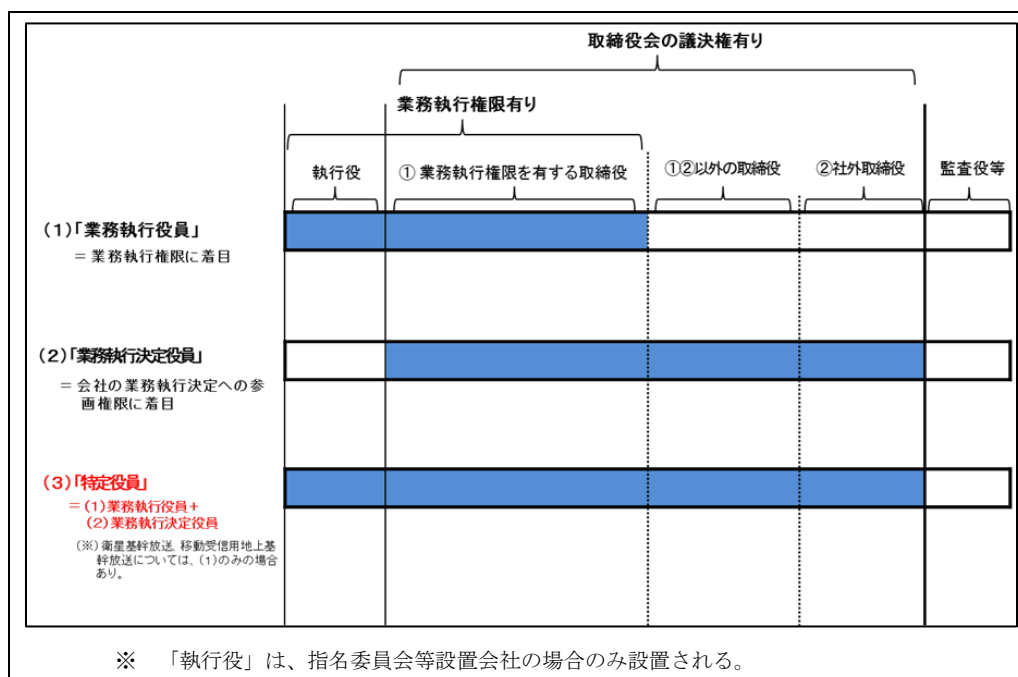 取締役会の議決権有り
業務執行権限有り
執行役
① 業務執行権限を有する取締役
①②以外の取締役
②社外取締役
監査役等
(1)「業務執行役員」
= 業務執行権限に着目
(2)「業務執行決定役員」
= 会社の業務執行決定への参
画権限に着目
(3)「特定役員」
= (1)業務執行役員+
(2)業務執行決定役員
(※) 衛星基幹放送、移動受信用地上基
幹放送については、(1)のみの場合
あり。
※ 「執行役」は、指名委員会等設置会社の場合のみ設置される。